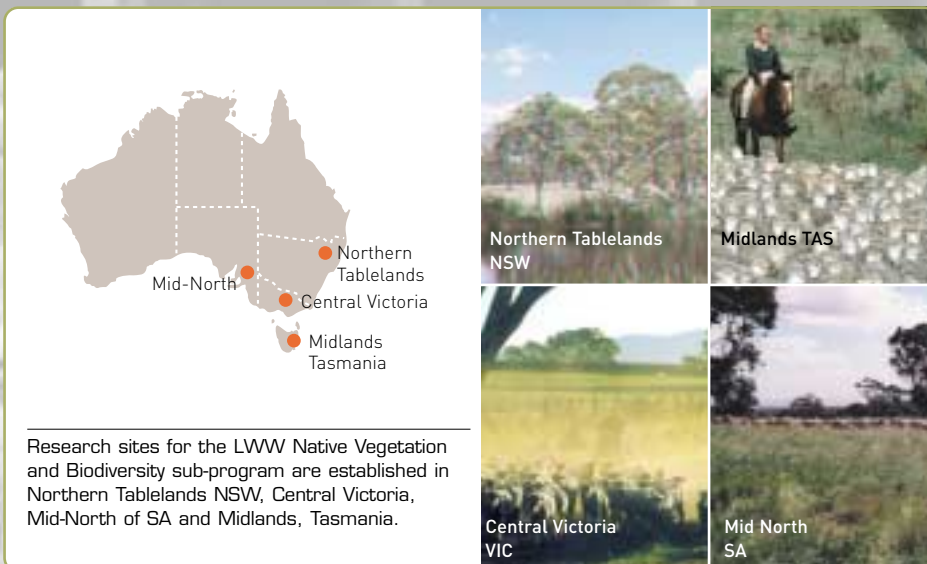 Northern
Tablelands
Mid-North
Central Victoria
Midlands
Tasmania
Research sites for the LWW Native Vegetation
and Biodiversity sub-program are established in
Northern Tablelands NSW, Central Victoria,
Mid-North of SA and Midlands, Tasmania.
Northern Tablelands
NSW
Midlands TAS
Central Victoria
VIC
Mid North
SA